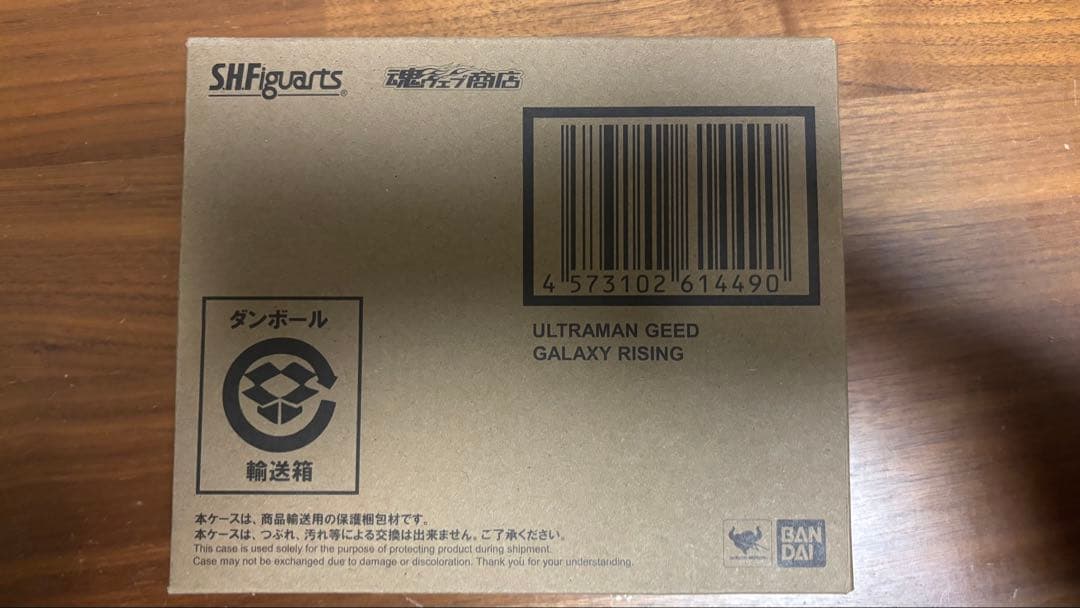 S.H.Figuarts®
魂ウェブ商店
4 573102 614490
ULTRAMAN GEED
GALAXY RISING
ダンボール
輸送箱
本ケースは、商品輸送用の保護梱包材です。
本ケースは、つぶれ、汚れ等による交換は出来ません。ご了承ください。
This case is used solely for the purpose of protecting product during shipment.
Case may not be exchanged due to damage or discoloration. Thank you for your understanding.
BAN
DAI